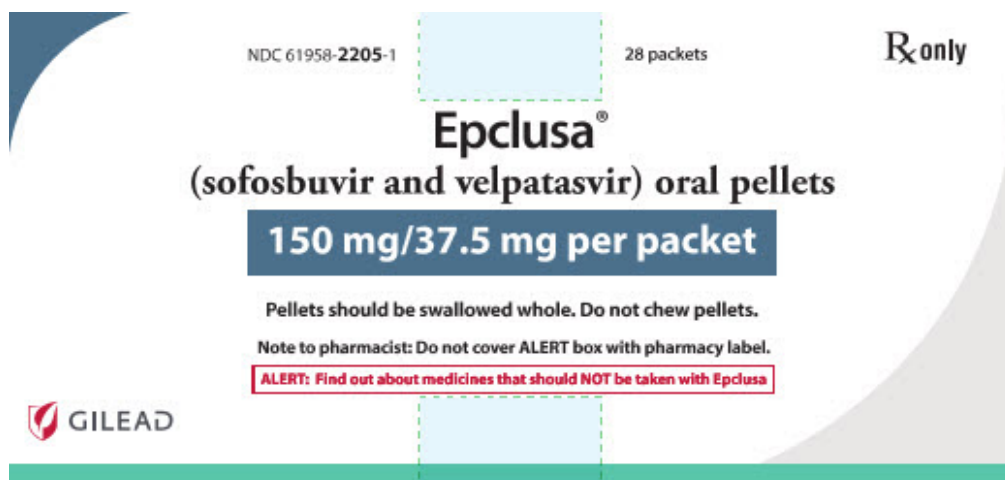 NDC 61958-2205-1
28 packets
Rx only
Epclusa®
(sofosbuvir and velpatasvir) oral pellets
150 mg/37.5 mg per packet
Pellets should be swallowed whole. Do not chew pellets.
Note to pharmacist: Do not cover ALERT box with pharmacy label.
ALERT: Find out about medicines that should NOT be taken with Epclusa
GILEAD